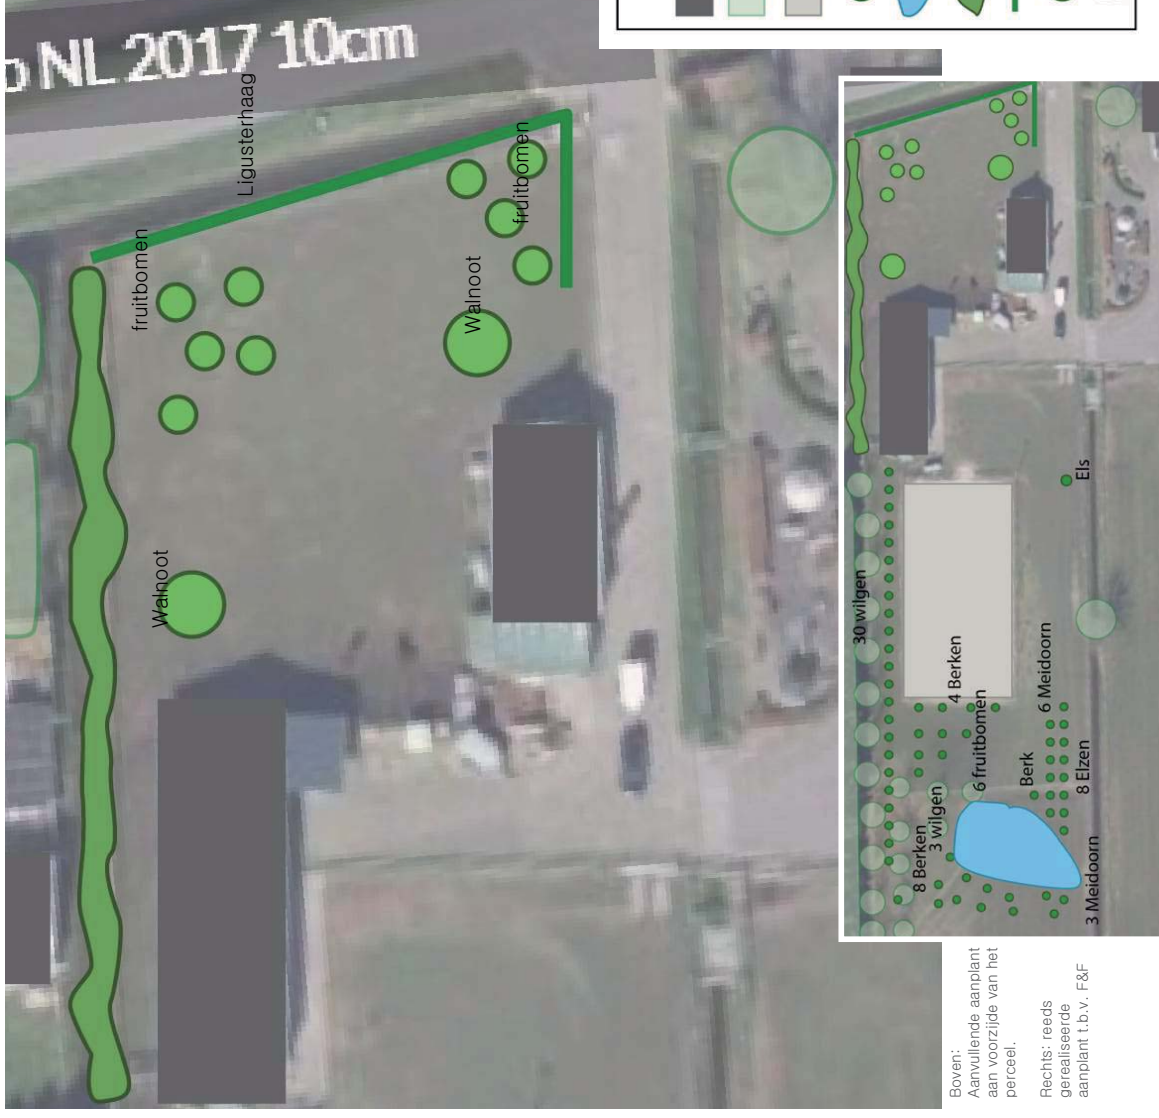 o NL 2017 10cm
Ligusterhaag
fruitbomen
fruitbomen
Walnoot
Walnoot
Els
30 wilgen
4 Berken
6 Meidoorn
6 fruitbomen
Berk
8 Elzen
3 wilgen
8 Berken
3 Meidoorn
Boven:
Aanvullende aanplant
aan voorzijde van het
perceel.
Rechts: reeds
gerealiseerde
aanplant t.b.v. F&F